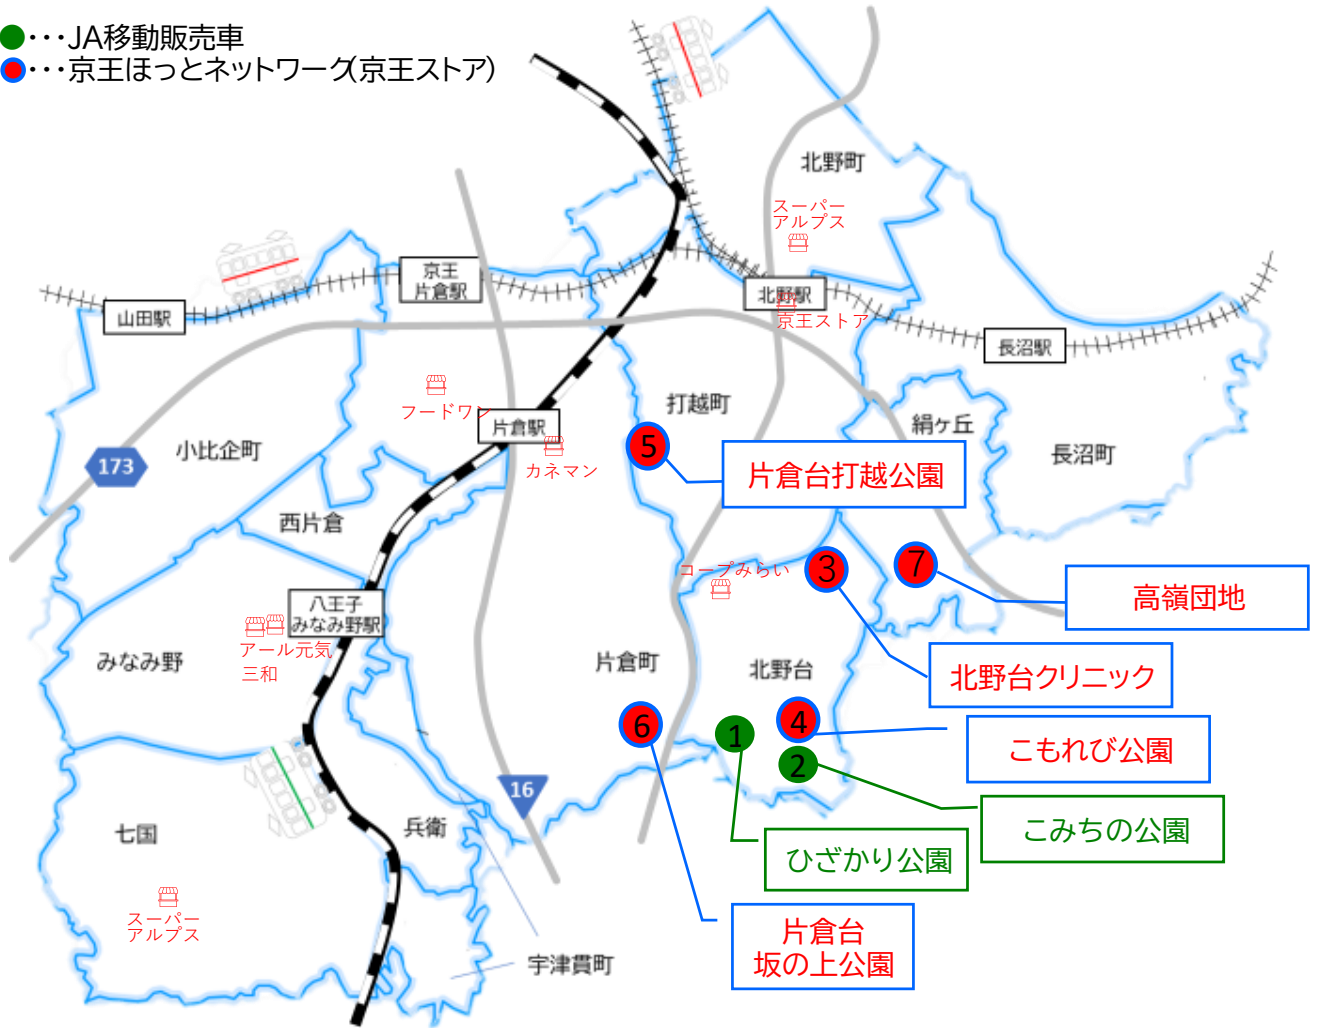 ●・・・JA移動販売車
●・・・京王ほっとネットワーク(京王ストア)
北野町
スーパー
アルプス
京王
片倉駅
山田駅
北野駅
京王ストア
長沼駅
フードワン
打越町
片倉駅
絹ケ丘
小比企町
カネマン
長沼町
173
5
片倉台打越公園
西片倉
コープみらい
3
7
高嶺団地
八王子
みなみ野駅
アール元気
三和
みなみ野
片倉町
北野台
北野台クリニック
6
1
4
2
こもれび公園
16
七国
兵衛
こみちの公園
ひざかり公園
スーパー
アルプス
片倉台
坂の上公園
宇津貫町